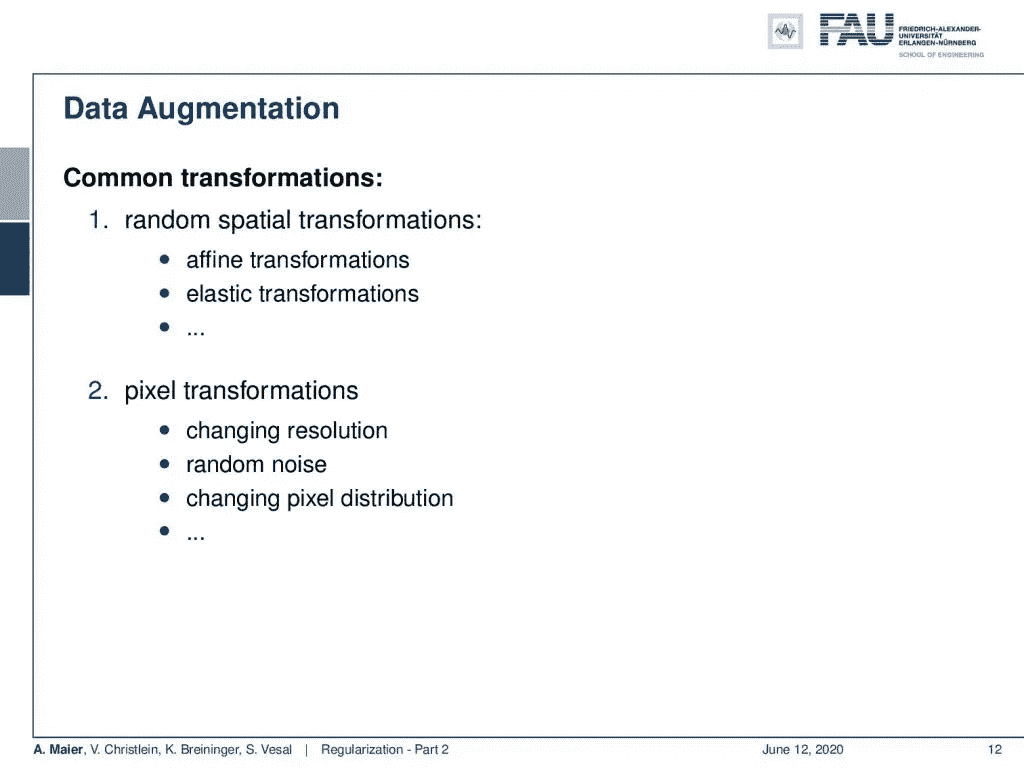 FAU
FRIEDRICH-ALEXANDER-
UNIVERSITÄT
ERLANGEN-NÜRNBERG
SCHOOL OF ENGINEERING
Data Augmentation
Common transformations:
1. random spatial transformations:
• affine transformations
• elastic transformations
• ...
2. pixel transformations
• changing resolution
• random noise
• changing pixel distribution
• ...
A. Maier, V. Christlein, K. Breininger, S. Vesal | Regularization - Part 2 June 12, 2020 12